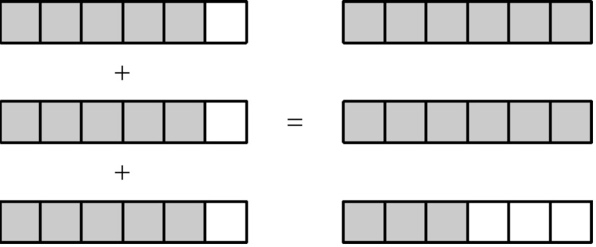 +
=
+